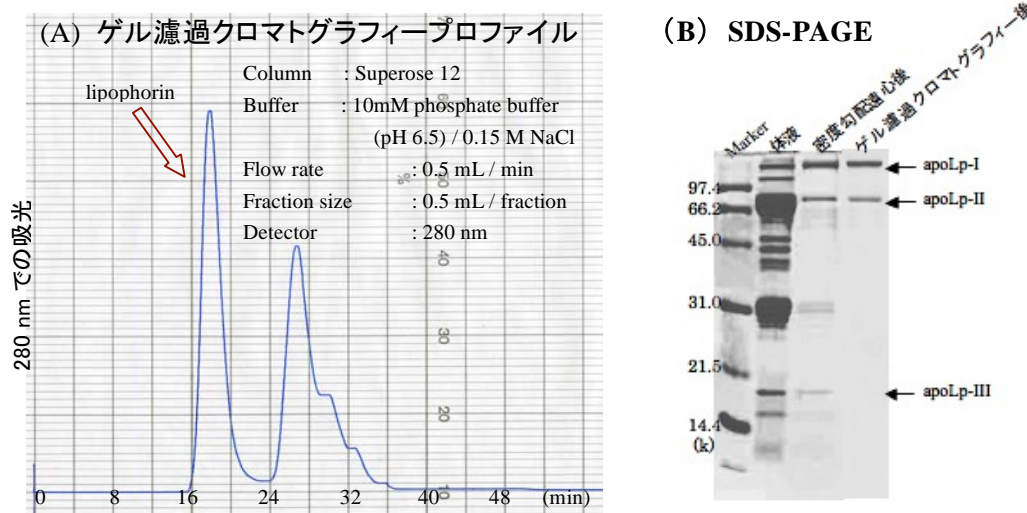 (A) ゲル濾過クロマトグラフィープロファイル
lipophorin
Column : Superose 12
Buffer : 10mM phosphate buffer
(pH 6.5) / 0.15 M NaCl
Flow rate : 0.5 mL / min
Fraction size : 0.5 mL / fraction
Detector : 280 nm
280 nm での吸光
%
40
30
20
10
0 8 16 24 32 40 48 (min)
(B) SDS-PAGE
Marker
体液
密度勾配遠心後
ゲル濾過クロマトグラフィー後
97.4
66.2
45.0
31.0
21.5
14.4
(k)
apoLp-I
apoLp-II
apoLp-III